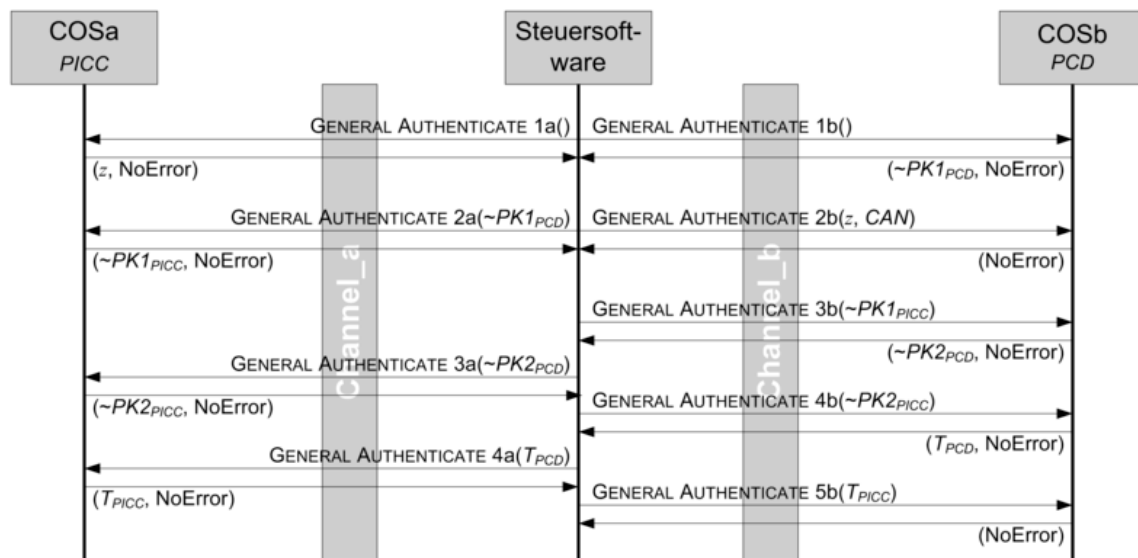 COSa
PICC
Steuersoft-
ware
COSb
PCD
GENERAL AUTHENTICATE 1a()
GENERAL AUTHENTICATE 1b()
(z, NoError)
(~PK1PCD, NoError)
GENERAL AUTHENTICATE 2a(~PK1PCD)
GENERAL AUTHENTICATE 2b(z, CAN)
(~PK1PICC, NoError)
(NoError)
Channel_a
Channel_b
GENERAL AUTHENTICATE 3b(~PK1PICC)
(~PK2PCD, NoError)
GENERAL AUTHENTICATE 3a(~PK2PCD)
(~PK2PICC, NoError)
GENERAL AUTHENTICATE 4b(~PK2PICC)
(TPCD, NoError)
GENERAL AUTHENTICATE 4a(TPCD)
(TPICC, NoError)
GENERAL AUTHENTICATE 5b(TPICC)
(NoError)